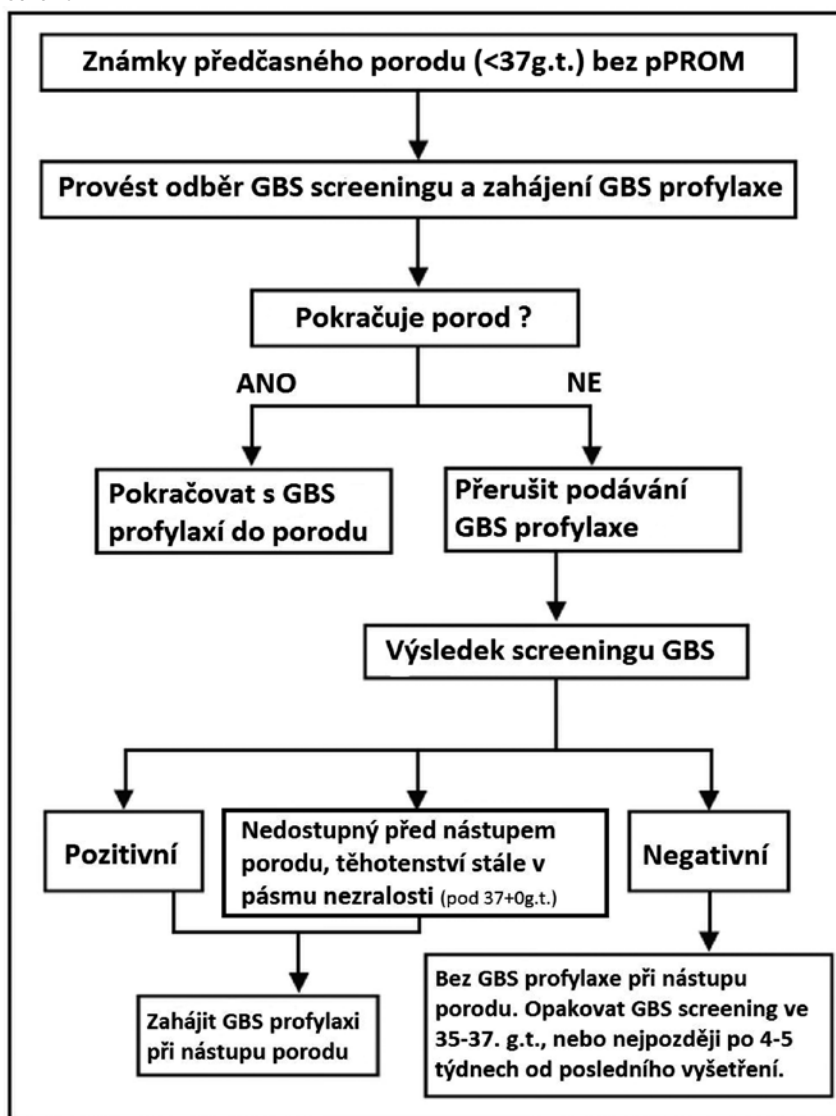 Známky předčasného porodu (<37g.t.) bez pPROM
Provést odběr GBS screeningu a zahájení GBS profylaxe
Pokračuje porod ?
ANO
NE
Pokračovat s GBS
profylaxí do porodu
Přerušit podávání
GBS profylaxe
Výsledek screeningu GBS
Pozitivní
Nedostupný před nástupem
porodu, těhotenství stále v
pásmu nezralosti (pod 37+0g.t.)
Negativní
Zahájit GBS profylaxi
při nástupu porodu
Bez GBS profylaxe při nástupu
porodu. Opakovat GBS screening ve
35-37. g.t., nebo nejpozději po 4-5
týdnech od posledního vyšetření.